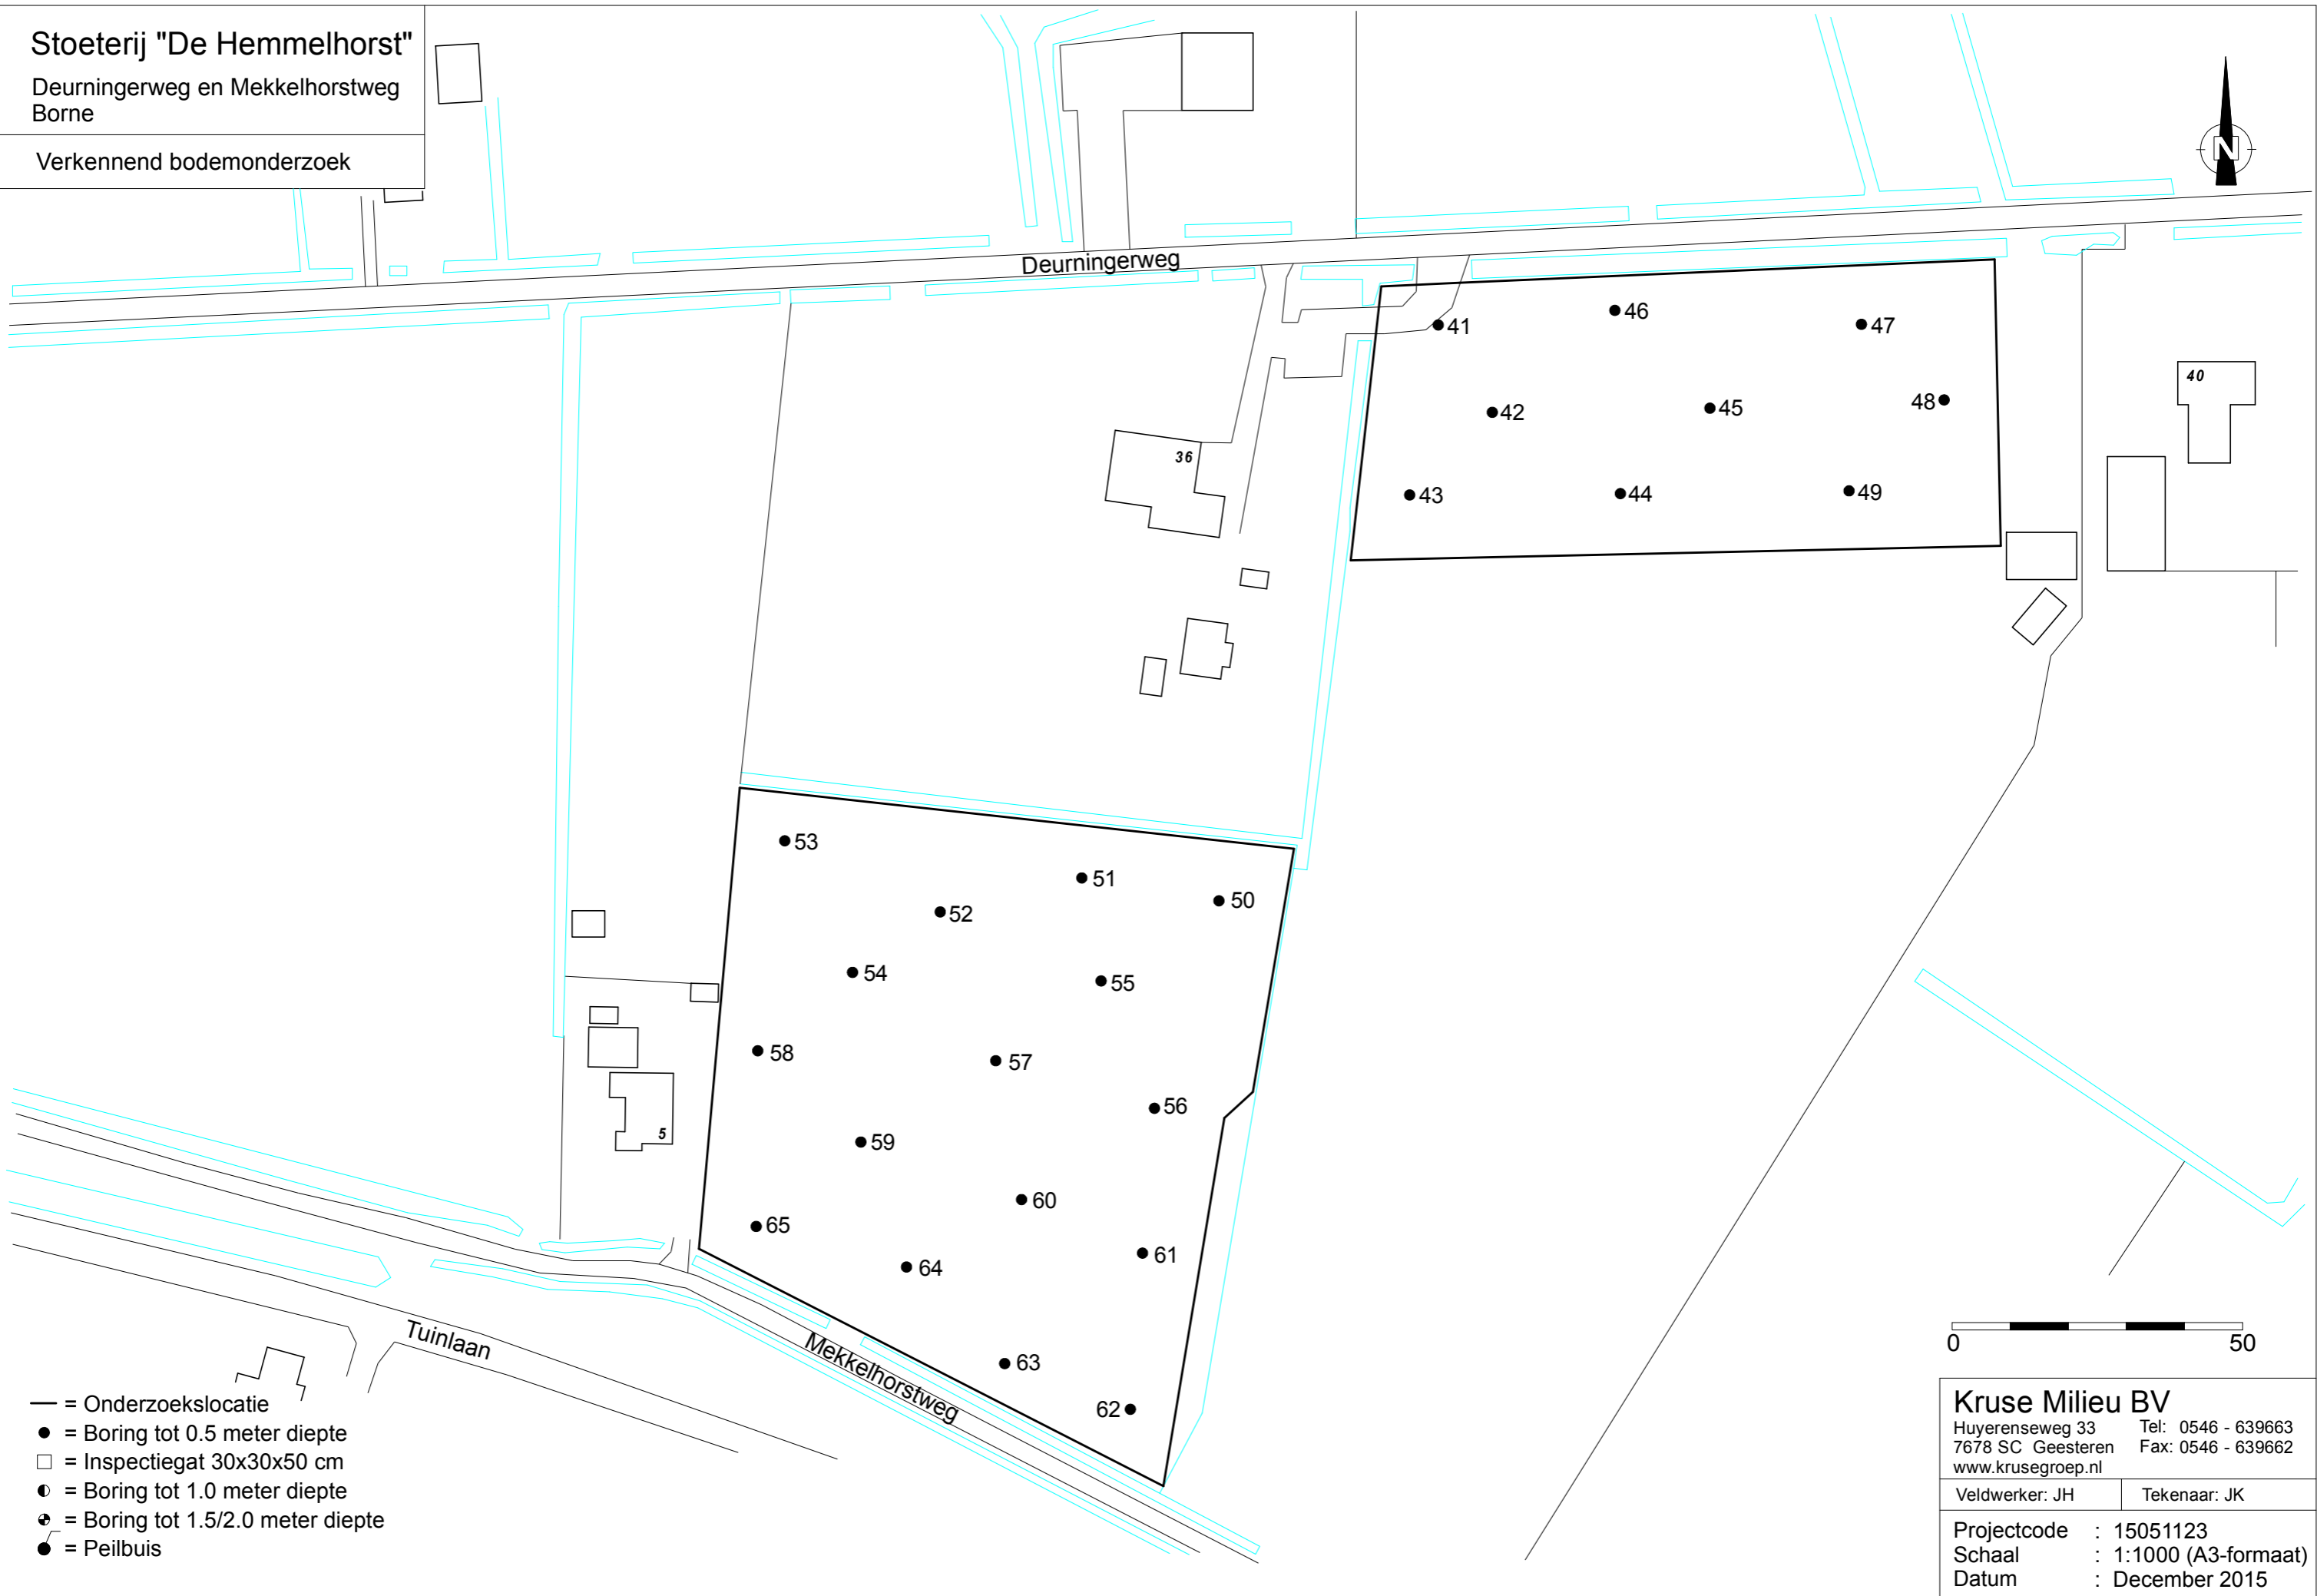 Stoeterij "De Hemmelhorst"
Deurningerweg en Mekkelhorstweg
Borne
Verkennend bodemonderzoek
N
Deurningerweg
41
46
47
42
45
48
43
44
49
36
40
53
51
50
52
54
55
58
57
56
59
60
65
64
61
63
62
5
Tuinlaan
Mekkelhorstweg
= Onderzoekslocatie
= Boring tot 0.5 meter diepte
= Inspectiegat 30x30x50 cm
= Boring tot 1.0 meter diepte
= Boring tot 1.5/2.0 meter diepte
= Peilbuis
0 50
Kruse Milieu BV
Huyerenseweg 33 Tel: 0546 - 639663
7678 SC Geesteren Fax: 0546 - 639662
www.krusegroep.nl
Veldwerker: JH Tekenaar: JK
Projectcode : 15051123
Schaal : 1:1000 (A3-formaat)
Datum : December 2015